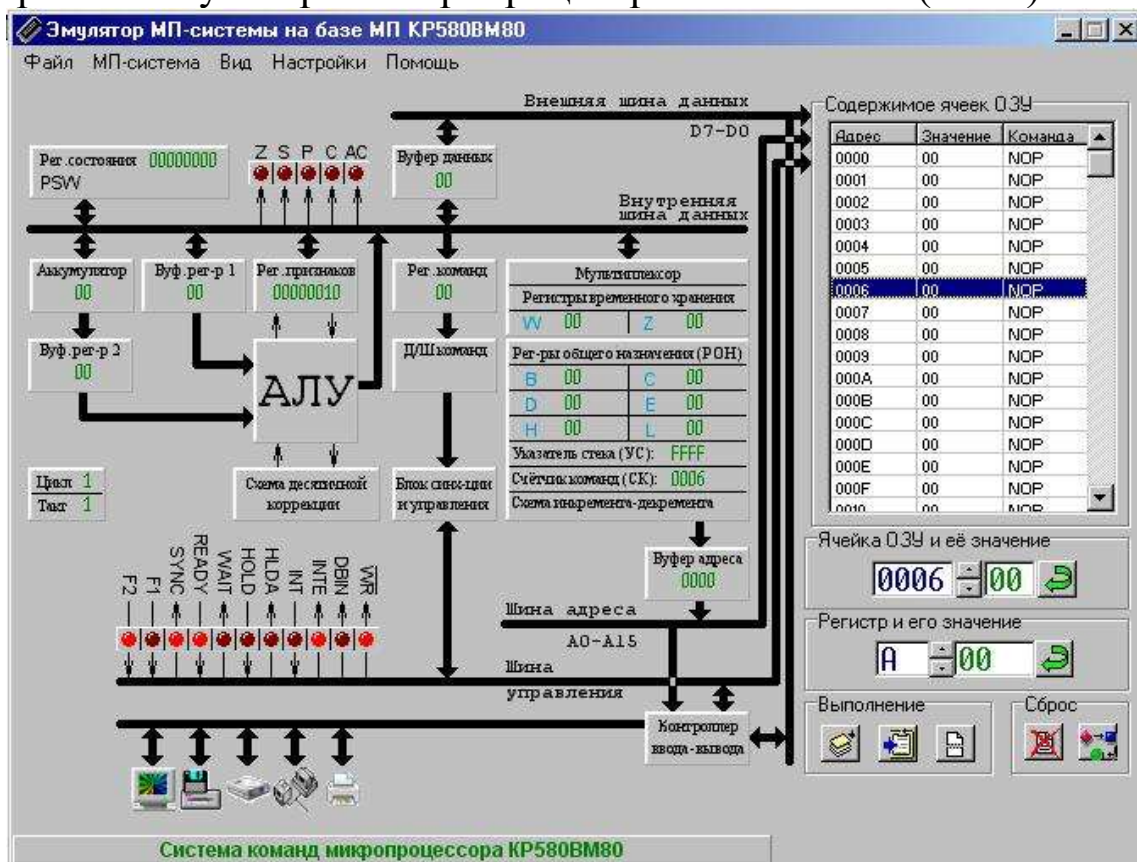 Эмулятор МП-системы на базе МП КР580ВМ80
Файл МП-система Вид Настройки Помощь
Внешняя шина данных
D7-D0
Рег.состояния 00000000
PSW
Z S P C AC
Буфер данных
00
Внутренняя
шина данных
Аккумулятор
00
Буф.рег-р 1
00
Рег.признаков
00000010
Рег.команд
00
Буф.рег-р 2
00
АЛУ
Д/Ш команд
Схема десятичной
коррекции
Блок синх-ции
и управления
Цикл 1
Такт 1
Мультиплексор
Регистры временного хранения
W 00 Z 00
Рег-ры общего назначения (РОН)
B 00 C 00
D 00 E 00
H 00 L 00
Указатель стека (УС): FFFF
Счётчик команд (СК): 0006
Схема инкремента-декремента
Буфер адреса
0000
Шина адреса
A0-A15
F2 F1 SYNC READY WAIT HOLD HLDA INT INTE DBIN WR
Шина
управления
Контроллер
ввода-вывода
Содержимое ячеек ОЗУ
Адрес Значение Команда
0000 00 NOP
0001 00 NOP
0002 00 NOP
0003 00 NOP
0004 00 NOP
0005 00 NOP
0006 00 NOP
0007 00 NOP
0008 00 NOP
0009 00 NOP
000A 00 NOP
000B 00 NOP
000C 00 NOP
000D 00 NOP
000E 00 NOP
000F 00 NOP
0010 00 NOP
Ячейка ОЗУ и её значение
0006 00
Регистр и его значение
A 00
Выполнение
Сброс
Система команд микропроцессора КР580ВМ80